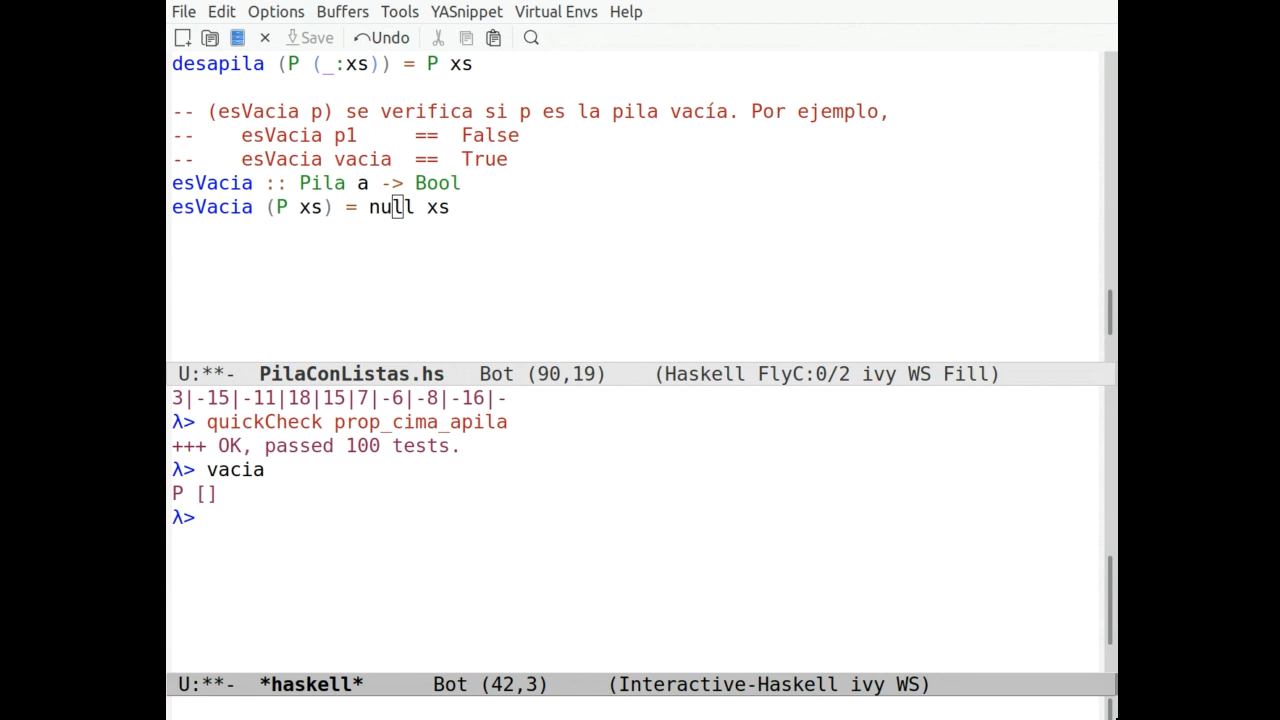 File Edit Options Buffers Tools YASnippet Virtual Envs Help
Save Undo
desapila (P (_:xs)) = P xs
-- (esVacia p) se verifica si p es la pila vacía. Por ejemplo,
--    esVacia p1     ==  False
--    esVacia vacia  ==  True
esVacia :: Pila a -> Bool
esVacia (P xs) = null xs
U:**-  PilaConListas.hs   Bot (90,19)    (Haskell FlyC:0/2 ivy WS Fill)
3|-15|-11|18|15|7|-6|-8|-16|-
λ> quickCheck prop_cima_apila
+++ OK, passed 100 tests.
λ> vacia
P []
λ>
U:**-  *haskell*      Bot (42,3)     (Interactive-Haskell ivy WS)